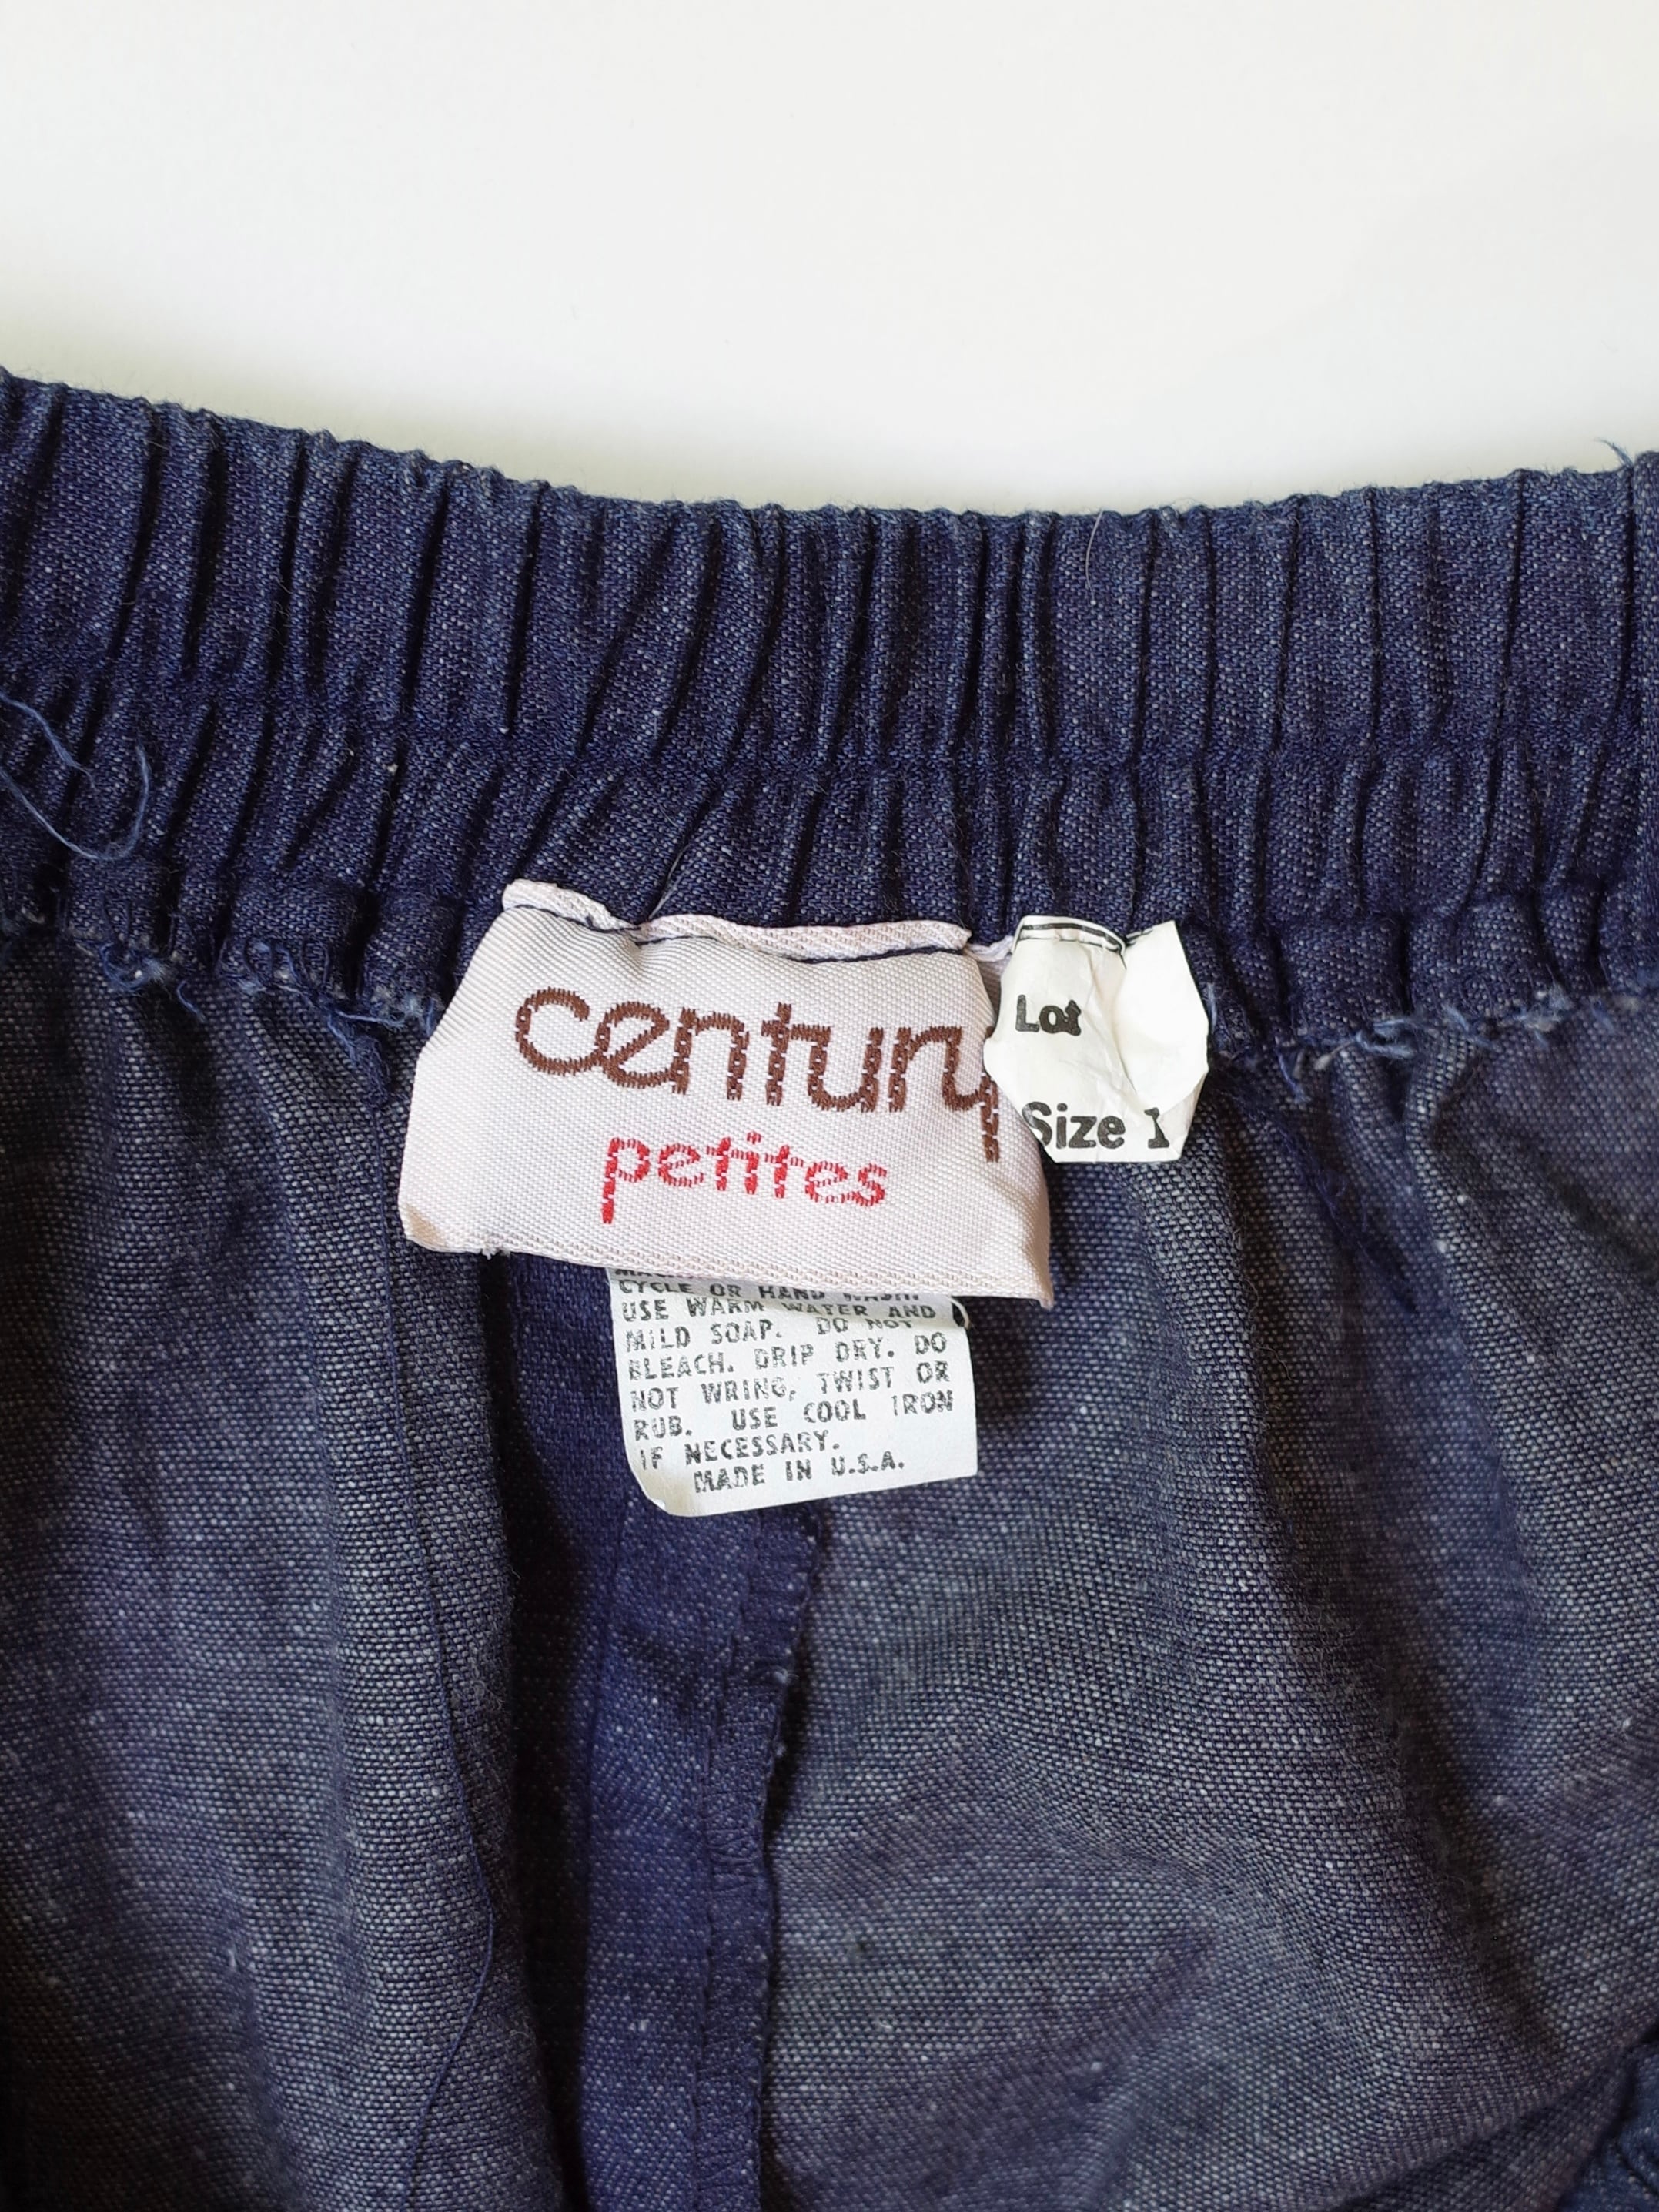 century
petites
Lot
Size 1
CYCLE OR HAND WASH.
USE WARM WATER AND
MILD SOAP. DO NOT
BLEACH. DRIP DRY. DO
NOT WRING, TWIST OR
RUB. USE COOL IRON
IF NECESSARY.
MADE IN U.S.A.